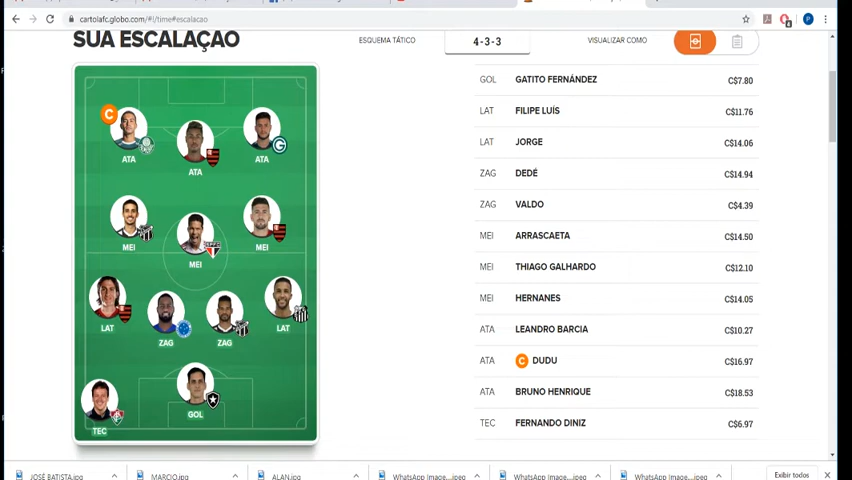 cartolafc.globo.com/#!/time#escalacao
SUA ESCALAÇAO
ESQUEMA TÁTICO
4-3-3
VISUALIZAR COMO
C
ATA
ATA
ATA
MEI
MEI
MEI
LAT
ZAG
ZAG
LAT
GOL
TEC
GOL GATITO FERNÁNDEZ C$7.80
LAT FILIPE LUÍS C$11.76
LAT JORGE C$14.06
ZAG DEDÉ C$14.94
ZAG VALDO C$4.39
MEI ARRASCAETA C$14.50
MEI THIAGO GALHARDO C$12.10
MEI HERNANES C$14.05
ATA LEANDRO BARCIA C$10.27
ATA C DUDU C$16.97
ATA BRUNO HENRIQUE C$18.53
TEC FERNANDO DINIZ C$6.97
JOSÉ BATISTA.jpg MARCIO.jpg ALAN.jpg WhatsApp Image....jpeg WhatsApp Image....jpeg WhatsApp Image....jpeg Exibir todos